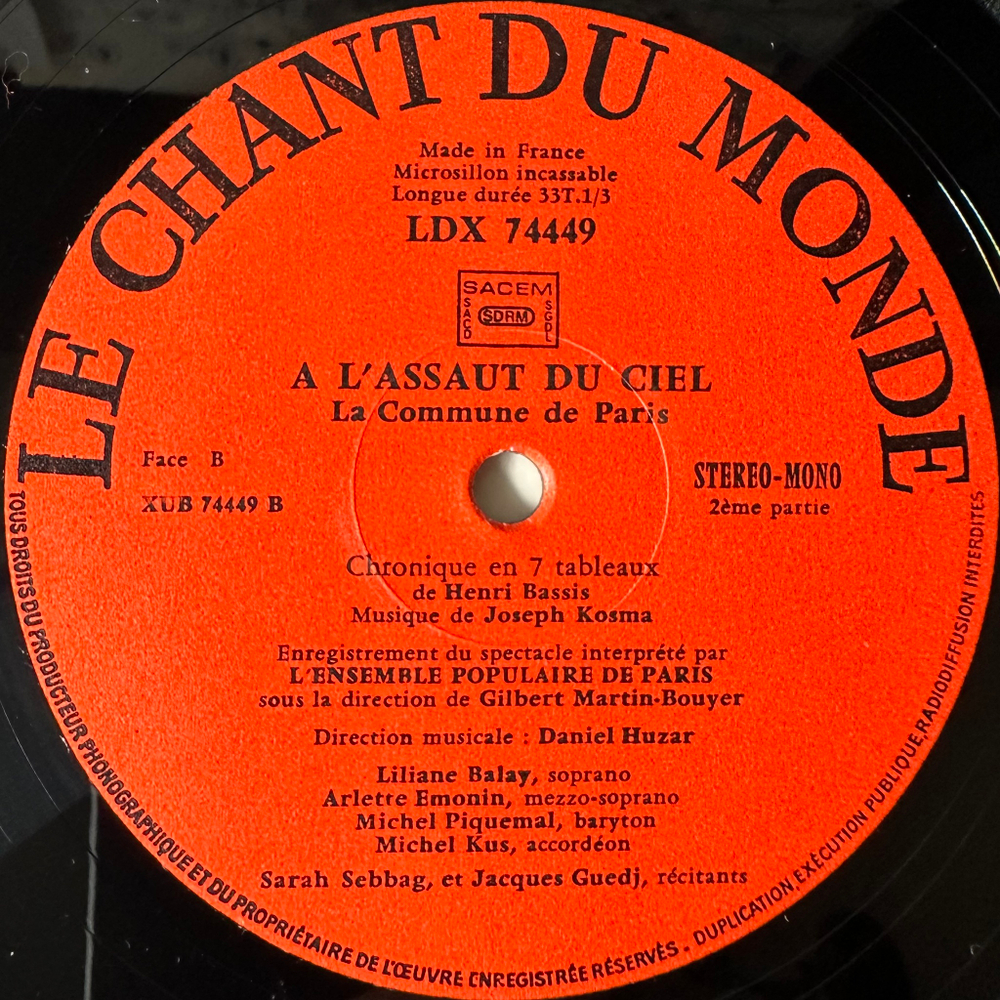 LE CHANT DU MONDE
Made in France
Microsillon incassable
Longue durée 33T.1/3
LDX 74449
SACEM
SACD
SDRM
SGDL
A L'ASSAUT DU CIEL
La Commune de Paris
Face B
XUB 74449 B
STEREO-MONO
2ème partie
Chronique en 7 tableaux
de Henri Bassis
Musique de Joseph Kosma
Enregistrement du spectacle interprété par
L'ENSEMBLE POPULAIRE DE PARIS
sous la direction de Gilbert Martin-Bouyer
Direction musicale : Daniel Huzar
Liliane Balay, soprano
Arlette Emonin, mezzo-soprano
Michel Piquemal, baryton
Michel Kus, accordéon
Sarah Sebbag, et Jacques Guedj, récitants
TOUS DROITS DU PRODUCTEUR PHONOGRAPHIQUE ET DU PROPRIÉTAIRE DE L'ŒUVRE ENREGISTRÉE RÉSERVÉS . DUPLICATION, EXÉCUTION PUBLIQUE, RADIODIFFUSION INTERDITES